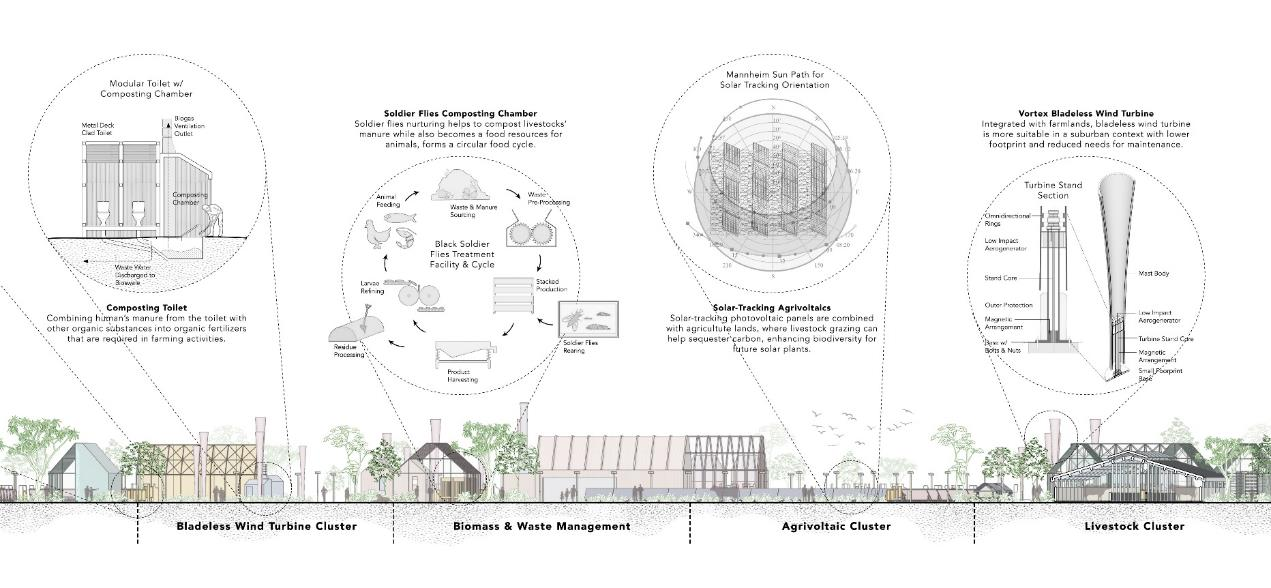 Modular Toilet w/
Composting Chamber
Metal Deck
Clad Toilet
Biogas
Ventilation
Outlet
Composting
Chamber
Waste Water
Discharged to
Bioswale
Composting Toilet
Combining human's manure from the toilet with
other organic substances into organic fertilizers
that are required in farming activities.
Soldier Flies Composting Chamber
Soldier flies nurturing helps to compost livestocks'
manure while also becomes a food resources for
animals, forms a circular food cycle.
Animal
Feeding
Waste & Manure
Sourcing
Waste
Pre-Processing
Black Soldier
Flies Treatment
Facility & Cycle
Larvae
Refining
Stacked
Production
Residue
Processing
Product
Harvesting
Soldier Flies
Rearing
Mannheim Sun Path for
Solar Tracking Orientation
Solar-Tracking Agrivoltaics
Solar-tracking photovoltaic panels are combined
with agriculture lands, where livestock grazing can
help sequester carbon, enhancing biodiversity for
future solar plants.
Vortex Bladeless Wind Turbine
Integrated with farmlands, bladeless wind turbine
is more suitable in a suburban context with lower
footprint and reduced needs for maintenance.
Turbine Stand
Section
Omnidirectional
Rings
Low Impact
Aerogenerator
Stand Core
Outer Protection
Magnetic
Arrangement
Base w/
Bolts & Nuts
Mast Body
Low Impact
Aerogenerator
Turbine Stand Core
Magnetic
Arrangement
Small Footprint
Base
Bladeless Wind Turbine Cluster
Biomass & Waste Management
Agrivoltaic Cluster
Livestock Cluster